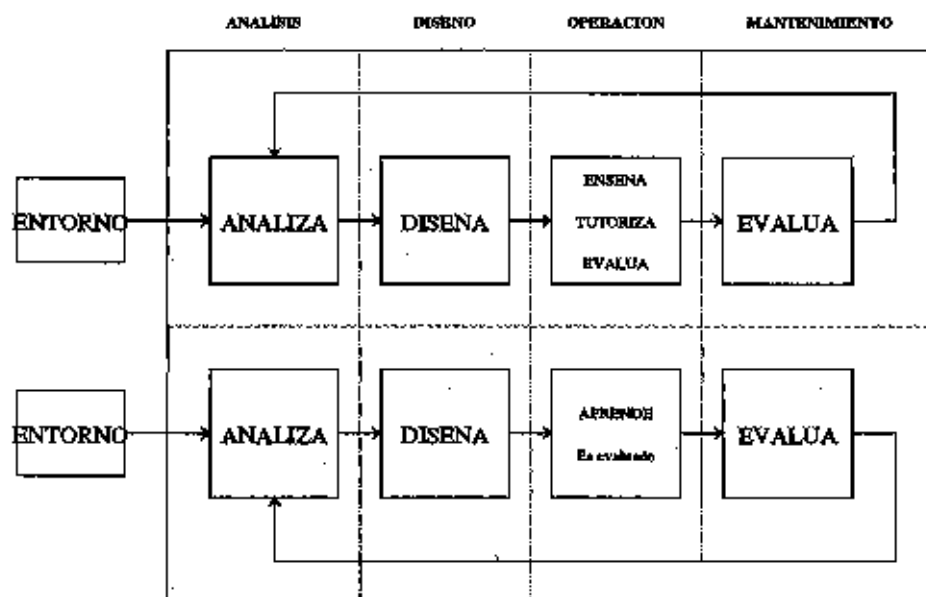 ANALISIS DISENO OPERACION MANTENIMIENTO
ENTORNO ANALIZA DISENA ENSENA
TUTORIZA
EVALUA EVALUA
ENTORNO ANALIZA DISENA APRENDE
Es evaluado EVALUA